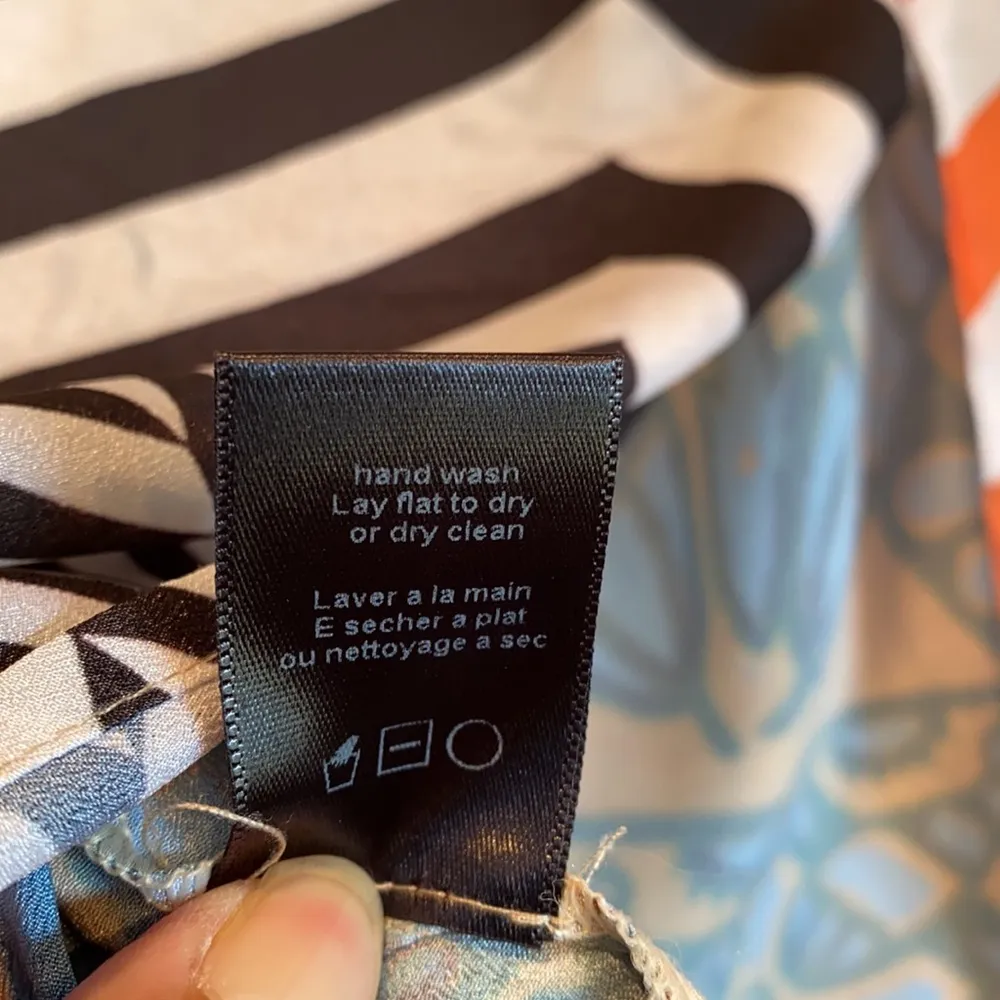 hand wash
Lay flat to dry
or dry clean
Laver a la main
E secher a plat
ou nettoyage a sec